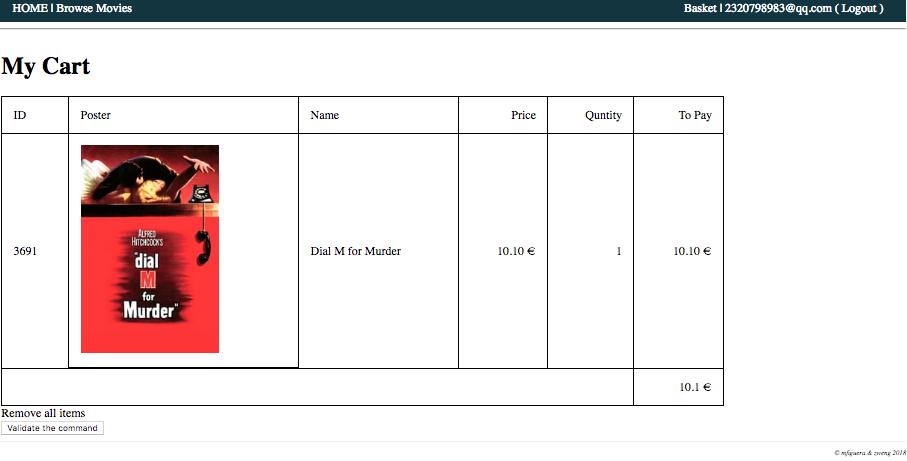 HOME | Browse Movies
Basket | 2320798983@qq.com ( Logout )
My Cart
ID Poster Name Price Quntity To Pay
ALFRED
HITCHCOCK'S
"dial
M
for
Murder"
3691 Dial M for Murder 10.10 € 1 10.10 €
10.1 €
Remove all items
Validate the command
© mfiguera & zweng 2018